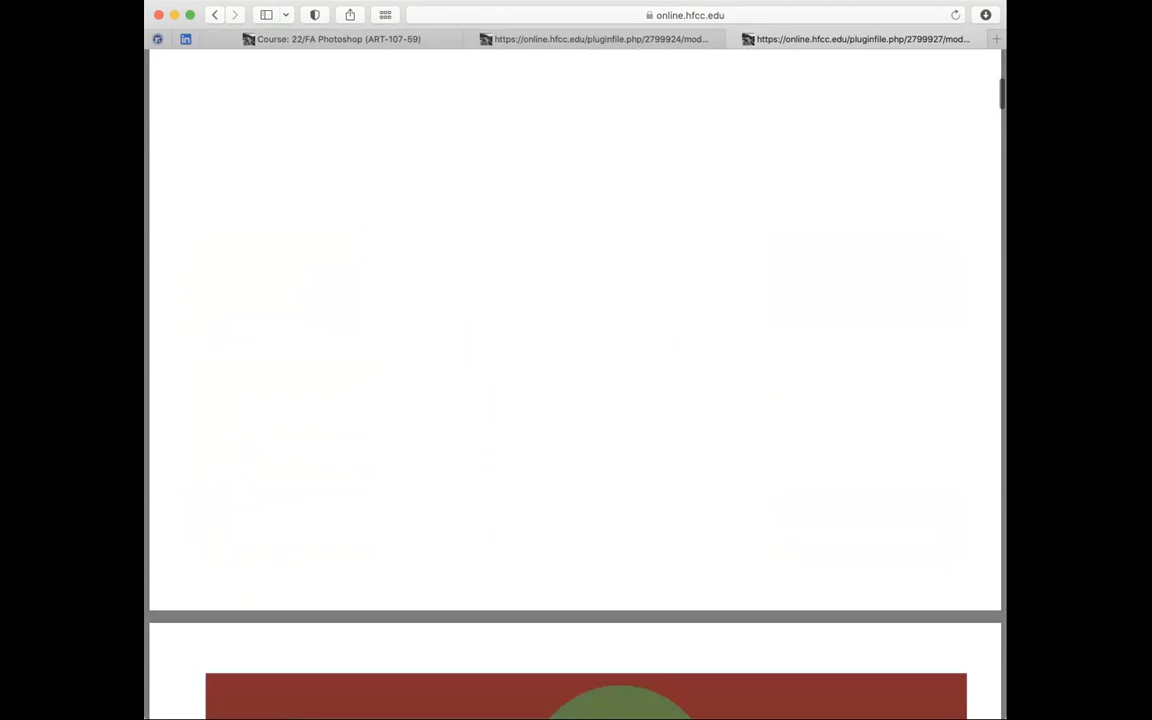 online.hfcc.edu
Course: 22/FA Photoshop (ART-107-59)
https://online.hfcc.edu/pluginfile.php/2799924/mod...
https://online.hfcc.edu/pluginfile.php/2799927/mod...
in